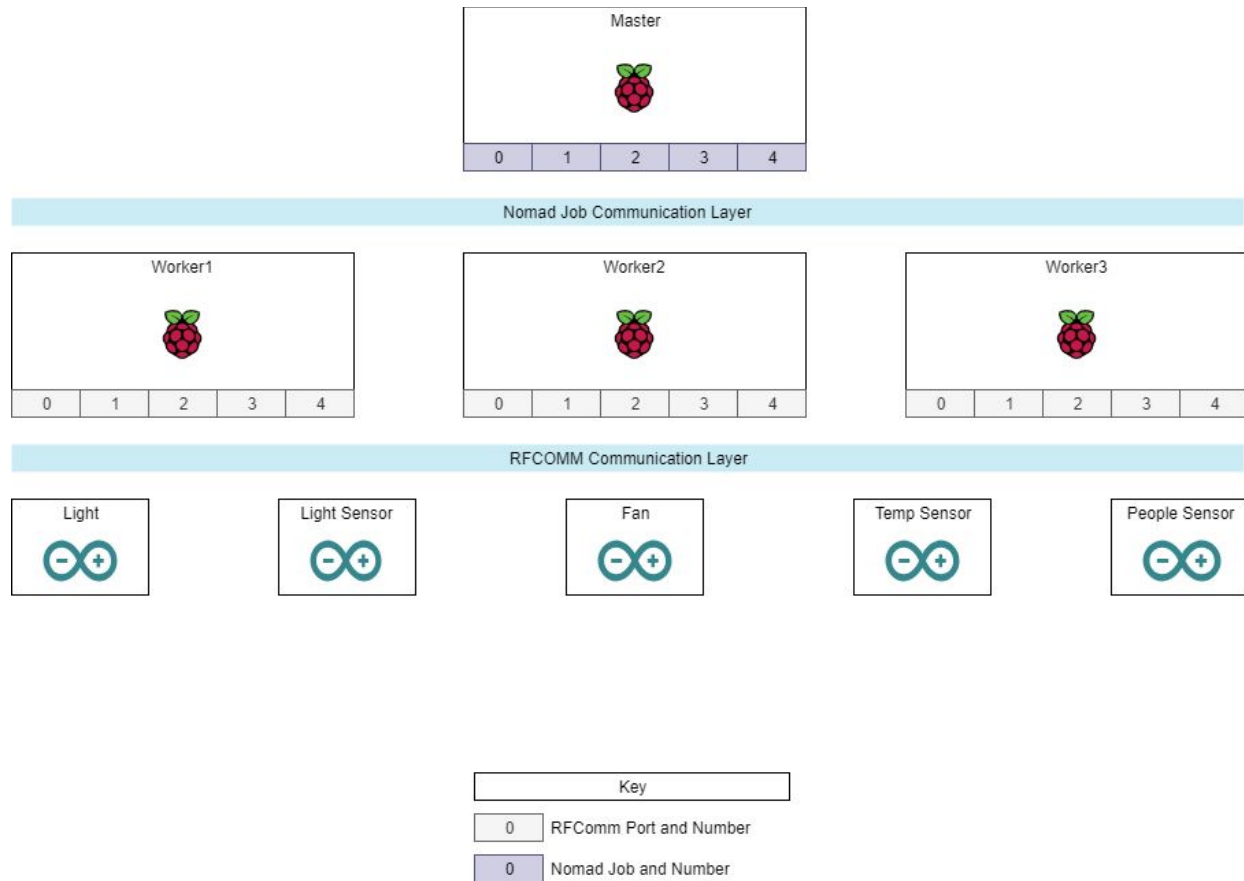 Master
0 1 2 3 4
Nomad Job Communication Layer
Worker1 Worker2 Worker3
0 1 2 3 4 0 1 2 3 4 0 1 2 3 4
RFCOMM Communication Layer
Light Light Sensor Fan Temp Sensor People Sensor
Key
0 RFComm Port and Number
0 Nomad Job and Number